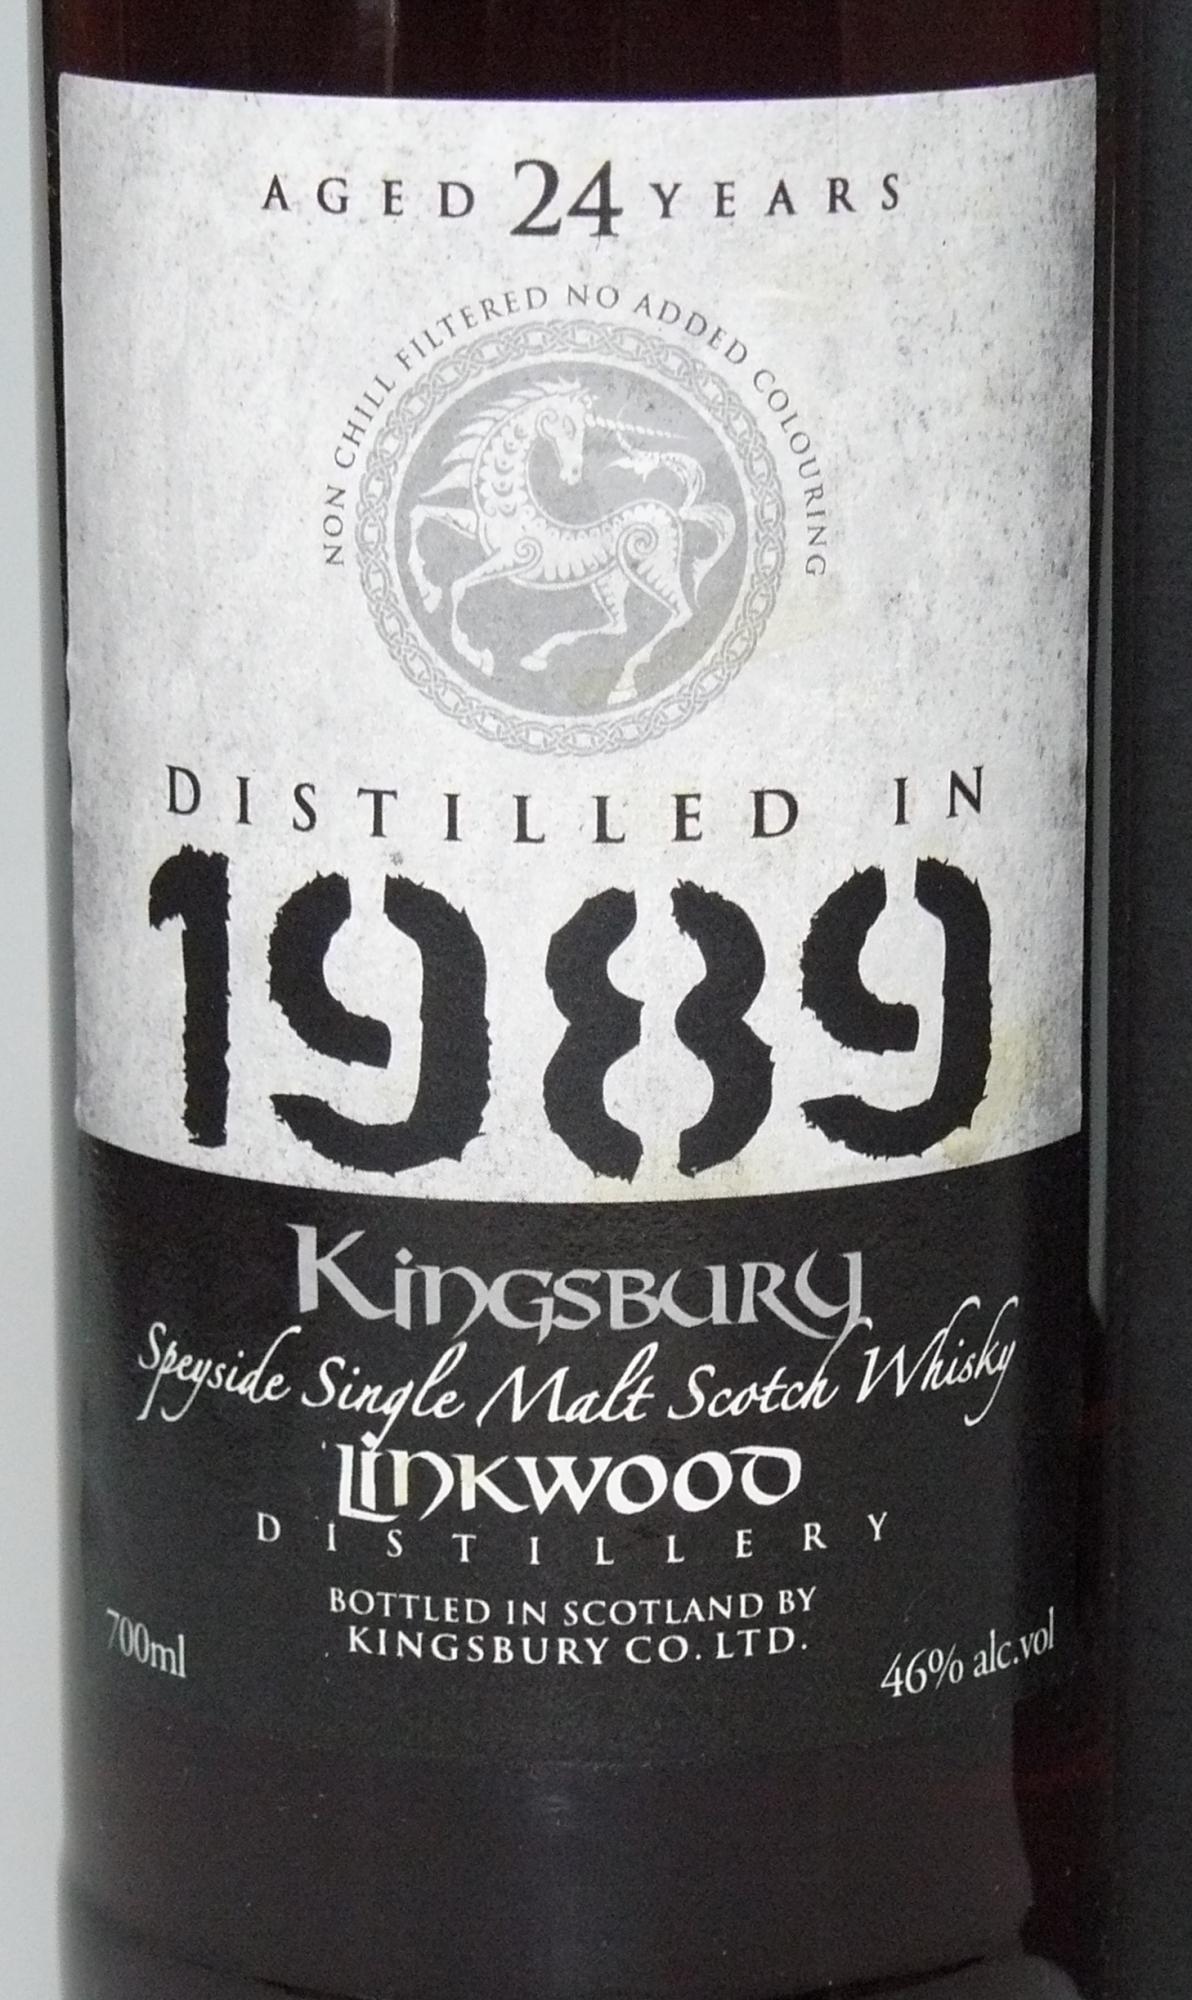 AGED 24 YEARS
NON CHILL FILTERED NO ADDED COLOURING
DISTILLED IN
1989
Kingsbury
Speyside Single Malt Scotch Whisky
Linkwood
DISTILLERY
BOTTLED IN SCOTLAND BY
KINGSBURY CO. LTD.
700ml
46% alc.vol